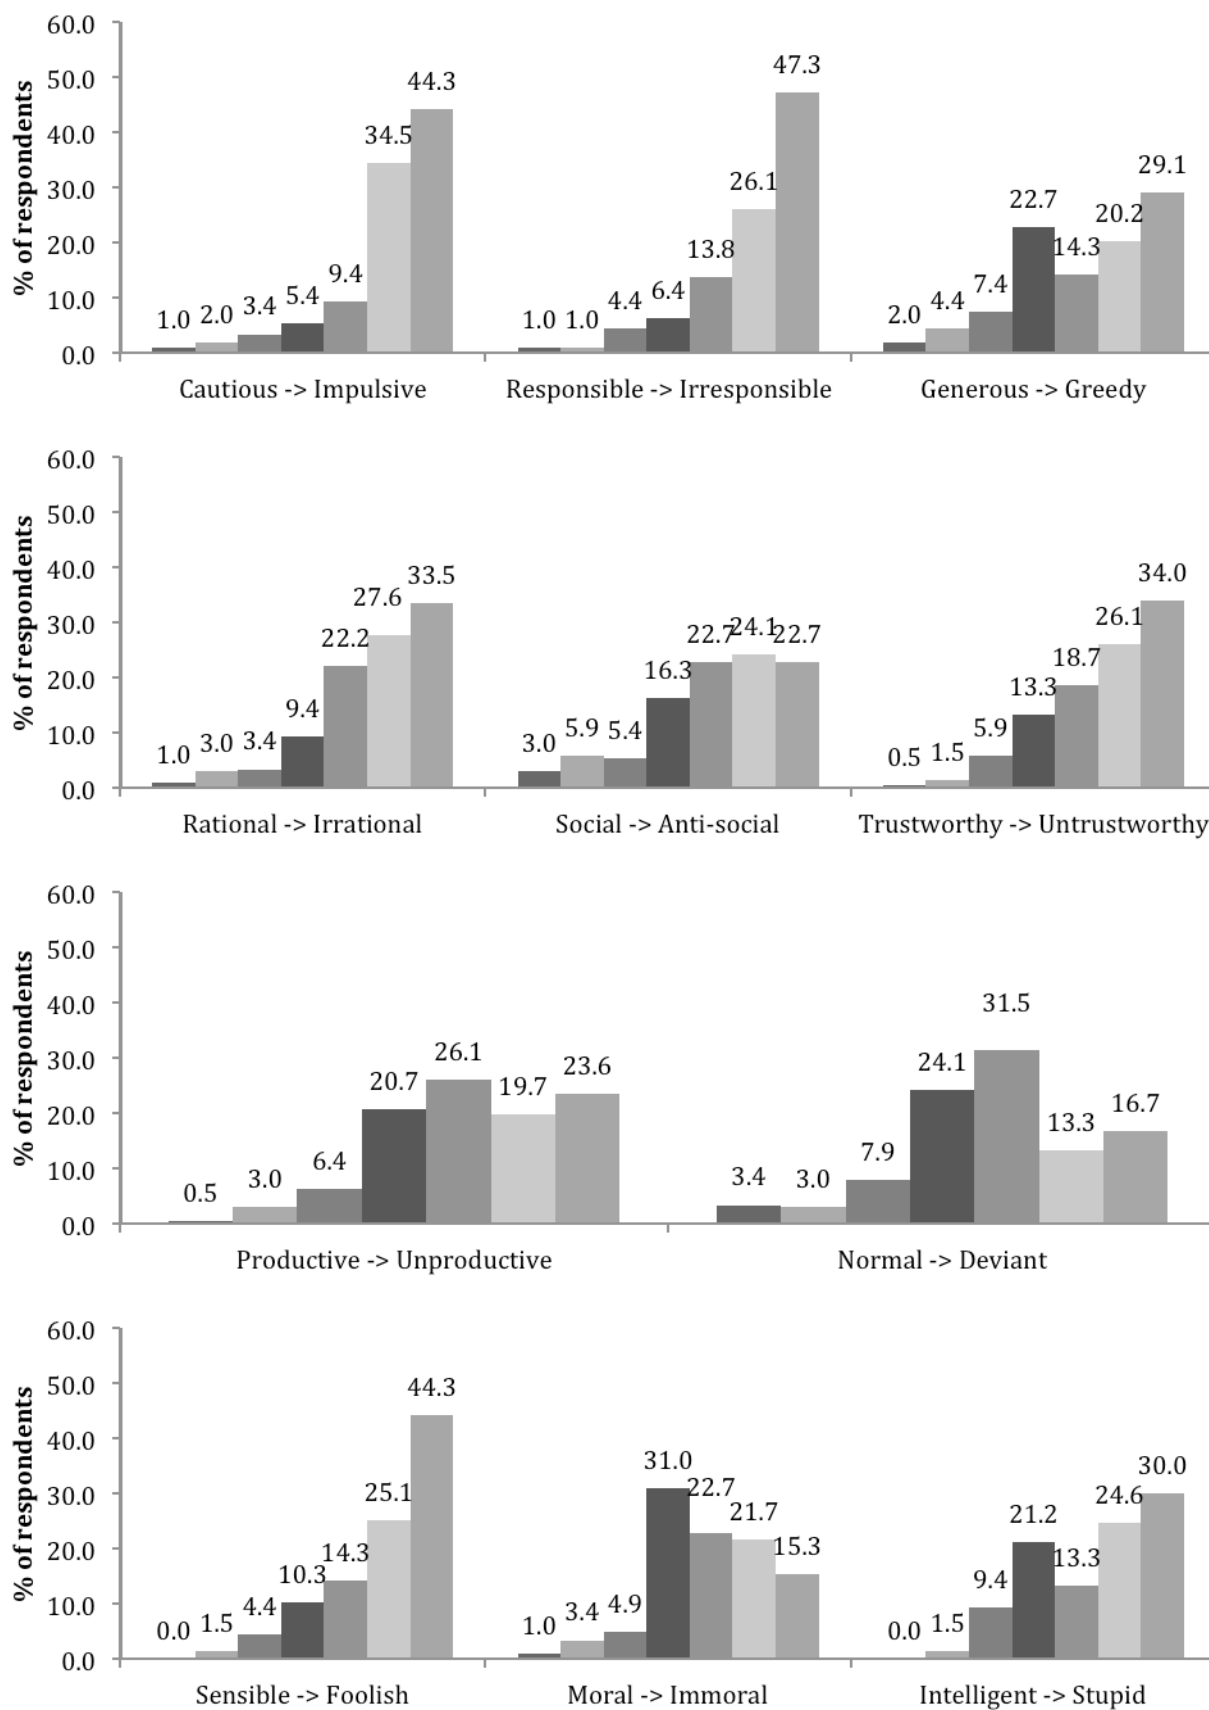 60.0
50.0
40.0
30.0
20.0
10.0
0.0
% of respondents
1.0 2.0 3.4 5.4 9.4 34.5 44.3
1.0 1.0 4.4 6.4 13.8 26.1 47.3
2.0 4.4 7.4 22.7 14.3 20.2 29.1
Cautious -> Impulsive
Responsible -> Irresponsible
Generous -> Greedy
60.0
50.0
40.0
30.0
20.0
10.0
0.0
% of respondents
1.0 3.0 3.4 9.4 22.2 27.6 33.5
3.0 5.9 5.4 16.3 22.7 24.1 22.7
0.5 1.5 5.9 13.3 18.7 26.1 34.0
Rational -> Irrational
Social -> Anti-social
Trustworthy -> Untrustworthy
60.0
50.0
40.0
30.0
20.0
10.0
0.0
% of respondents
0.5 3.0 6.4 20.7 26.1 19.7 23.6
3.4 3.0 7.9 24.1 31.5 13.3 16.7
Productive -> Unproductive
Normal -> Deviant
60.0
50.0
40.0
30.0
20.0
10.0
0.0
% of respondents
0.0 1.5 4.4 10.3 14.3 25.1 44.3
1.0 3.4 4.9 31.0 22.7 21.7 15.3
0.0 1.5 9.4 21.2 13.3 24.6 30.0
Sensible -> Foolish
Moral -> Immoral
Intelligent -> Stupid